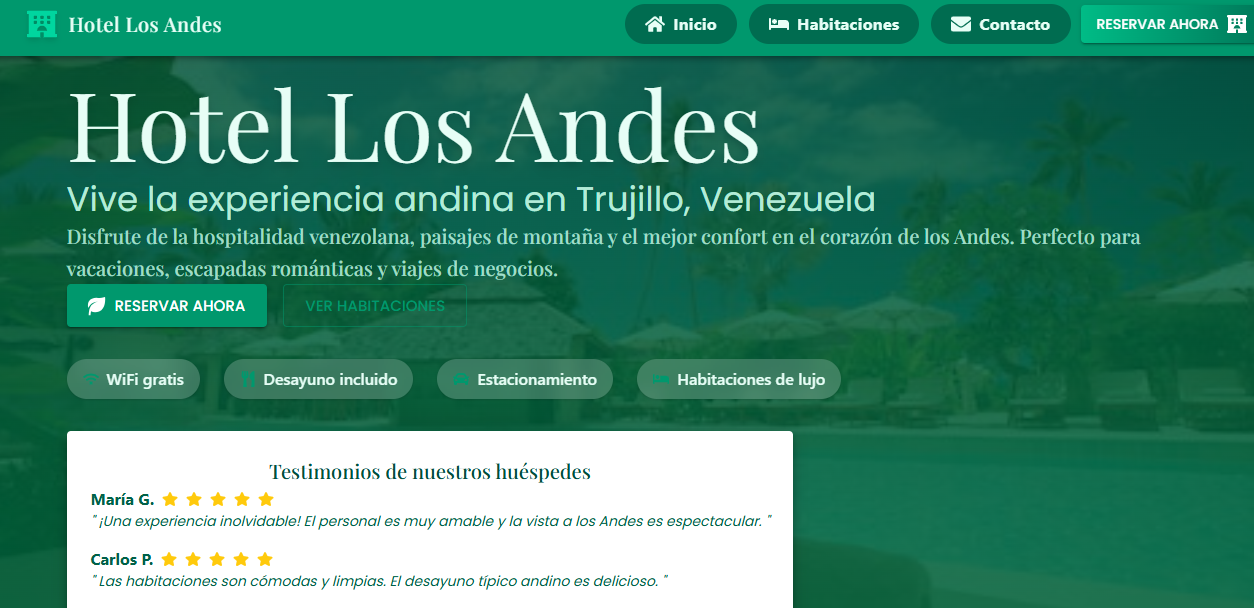 Hotel Los Andes
Inicio
Habitaciones
Contacto
RESERVAR AHORA
Hotel Los Andes
Vive la experiencia andina en Trujillo, Venezuela
Disfrute de la hospitalidad venezolana, paisajes de montaña y el mejor confort en el corazón de los Andes. Perfecto para
vacaciones, escapadas románticas y viajes de negocios.
RESERVAR AHORA
VER HABITACIONES
WiFi gratis
Desayuno incluido
Estacionamiento
Habitaciones de lujo
Testimonios de nuestros huéspedes
María G.
" ¡Una experiencia inolvidable! El personal es muy amable y la vista a los Andes es espectacular. "
Carlos P.
" Las habitaciones son cómodas y limpias. El desayuno típico andino es delicioso. "